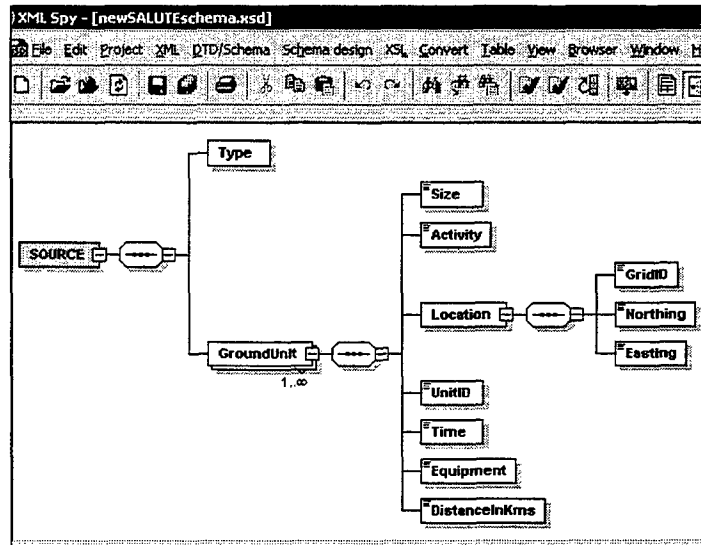 XML Spy - [newSALUTEschema.xsd]
File Edit Project XML DTD/Schema Schema design XSL Convert Table View Browser Window H
Type
Size
Activity
SOURCE
GridID
Location
Northing
GroundUnit
Easting
1..∞
UnitID
Time
Equipment
DistanceInKms